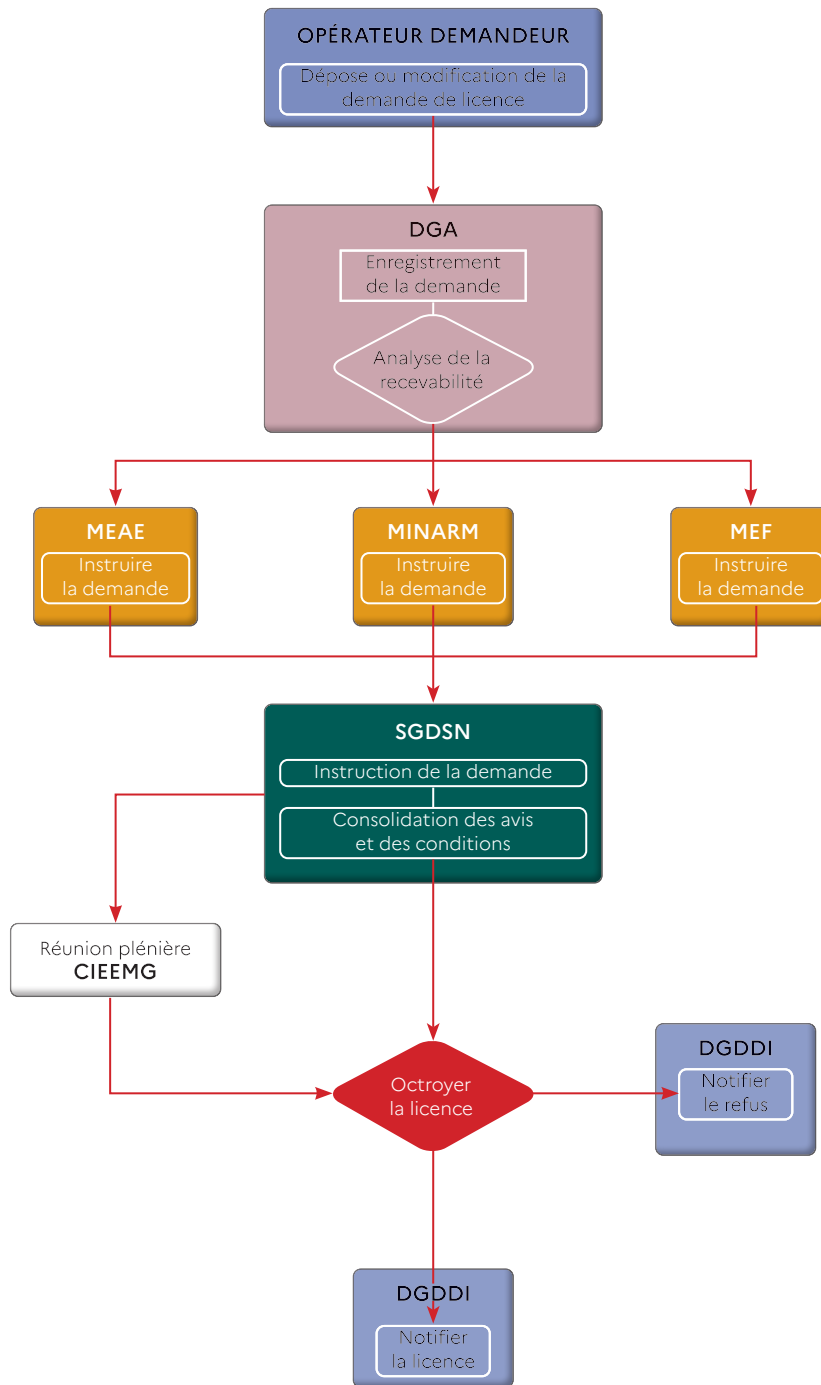 OPÉRATEUR DEMANDEUR
Dépose ou modification de la
demande de licence
DGA
Enregistrement
de la demande
Analyse de la
recevabilité
MEAE
Instruire
la demande
MINARM
Instruire
la demande
MEF
Instruire
la demande
SGDSN
Instruction de la demande
Consolidation des avis
et des conditions
Réunion plénière
CIEEMG
Octroyer
la licence
DGDDI
Notifier
le refus
DGDDI
Notifier
la licence